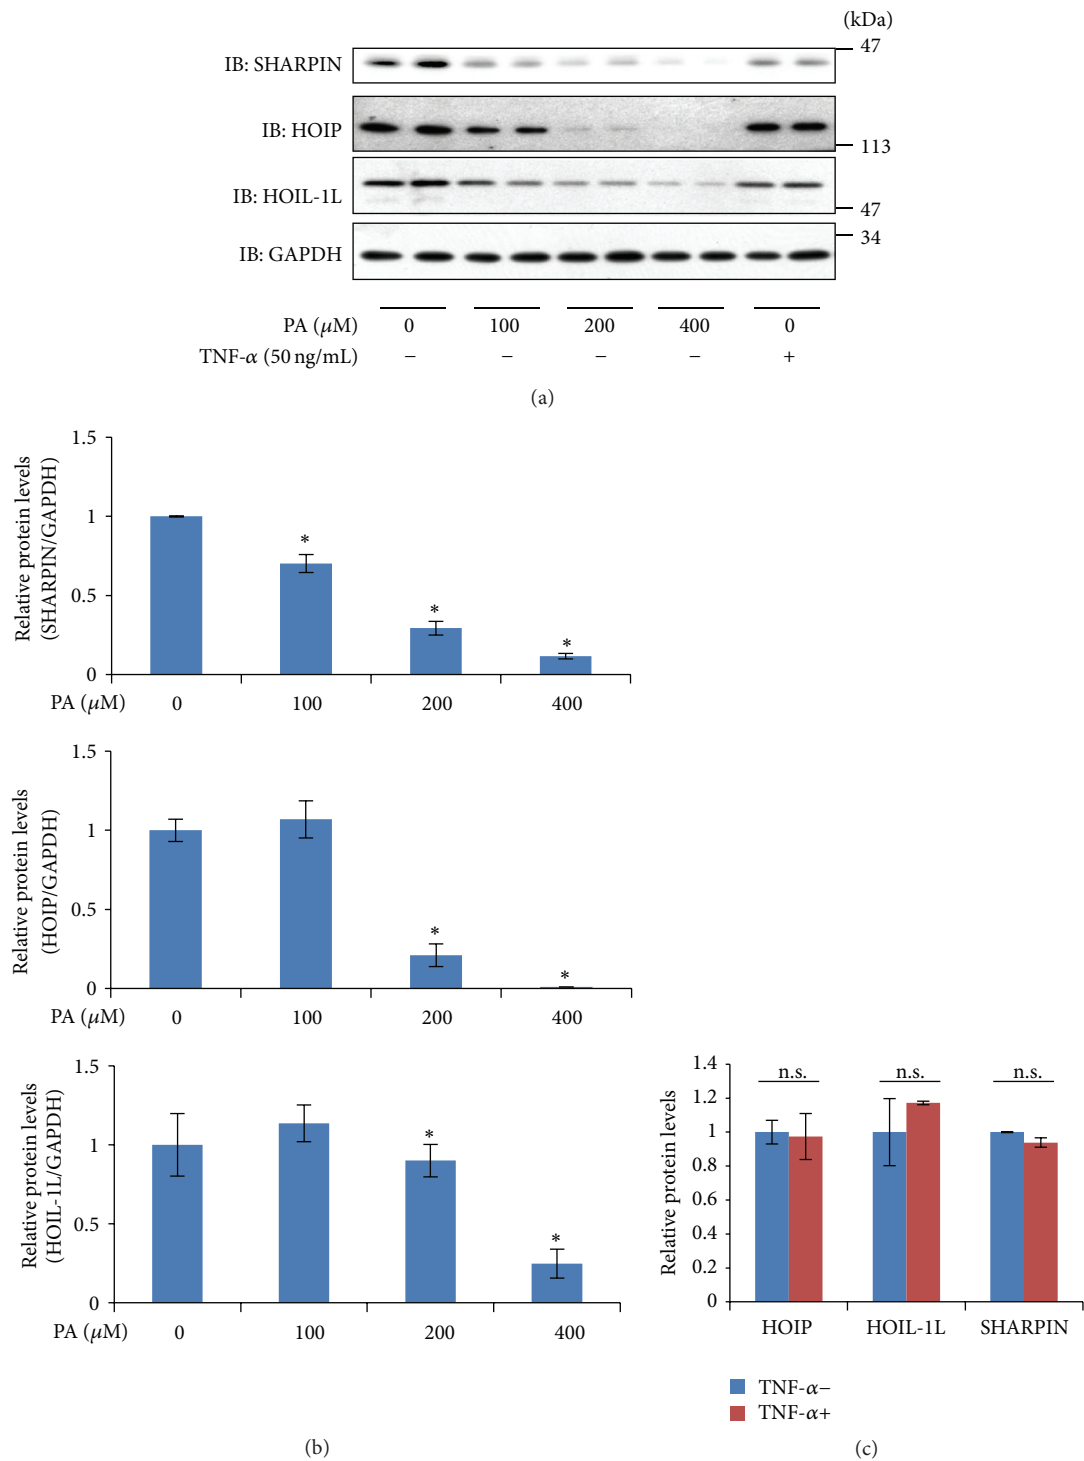 (kDa)
IB: SHARPIN
47
IB: HOIP
113
IB: HOIL-1L
47
IB: GAPDH
34
PA (μM) 0 100 200 400 0
TNF-α (50 ng/mL) − − − − +
(a)
Relative protein levels
(SHARPIN/GAPDH)
1.5
1
0.5
0
* * *
PA (μM) 0 100 200 400
Relative protein levels
(HOIP/GAPDH)
1.5
1
0.5
0
* *
PA (μM) 0 100 200 400
Relative protein levels
(HOIL-1L/GAPDH)
1.5
1
0.5
0
* *
PA (μM) 0 100 200 400
(b)
Relative protein levels
1.4
1.2
1
0.8
0.6
0.4
0.2
0
n.s. n.s. n.s.
HOIP HOIL-1L SHARPIN
TNF-α−
TNF-α+
(c)